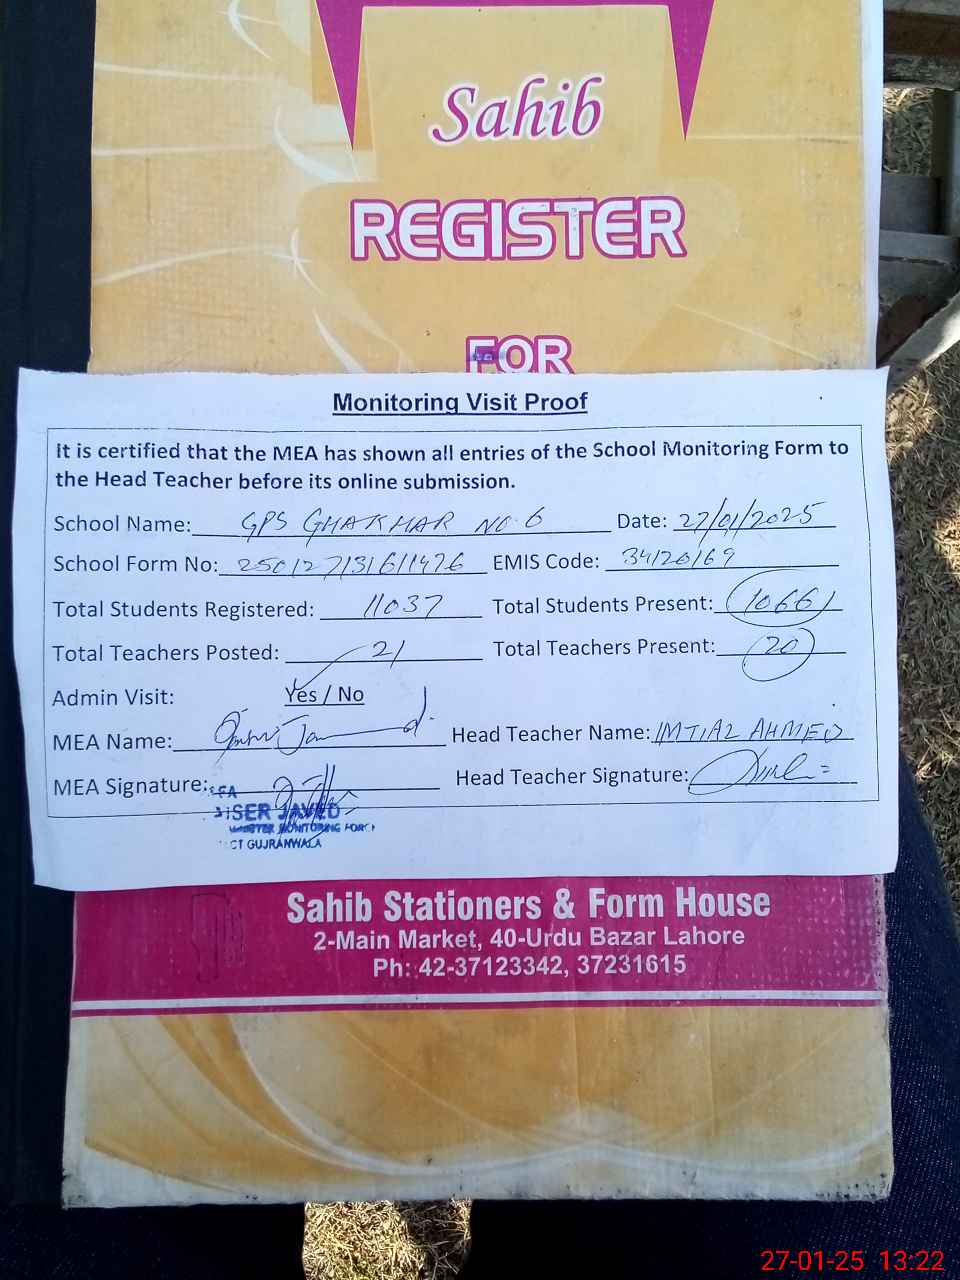 Sahib
REGISTER
FOR
Monitoring Visit Proof
It is certified that the MEA has shown all entries of the School Monitoring Form to
the Head Teacher before its online submission.
School Name: GPS GHAKHAR NO. 6 Date: 27/01/2025
School Form No: 250127131611476 EMIS Code: 34120169
Total Students Registered: 11037 Total Students Present: 1066
Total Teachers Posted: 21 Total Teachers Present: 20
Admin Visit: Yes / No
MEA Name: Head Teacher Name: IMTIAZ AHMED
MEA Signature: Head Teacher Signature:
JAVED
MONITORING FORCE
GUJRANWALA
Sahib Stationers & Form House
2-Main Market, 40-Urdu Bazar Lahore
Ph: 42-37123342, 37231615
27-01-25 13:22